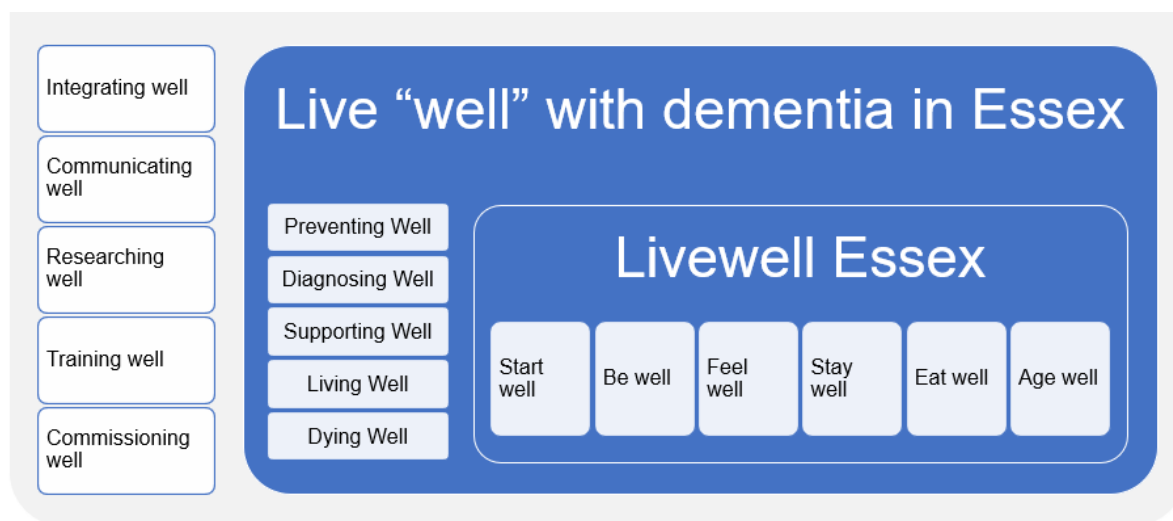 Integrating well
Communicating
well
Researching
well
Training well
Commissioning
well
Live “well” with dementia in Essex
Preventing Well
Diagnosing Well
Supporting Well
Living Well
Dying Well
Livewell Essex
Start
well
Be well
Feel
well
Stay
well
Eat well
Age well